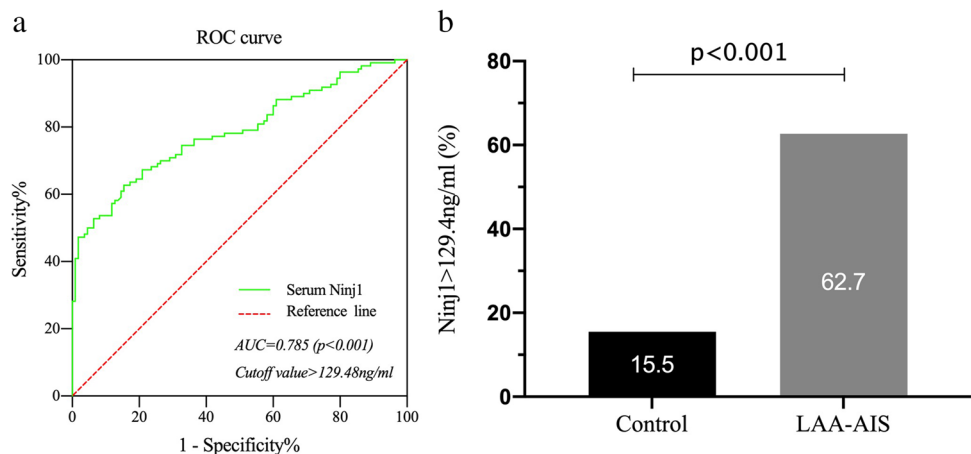 a
ROC curve
100
80
60
40
20
0
Sensitivity%
0 20 40 60 80 100
1 - Specificity%
Serum Ninj1
Reference line
AUC=0.785 (p<0.001)
Cutoff value>129.48ng/ml
b
p<0.001
80
60
40
20
0
Ninj1>129.4ng/ml (%)
15.5
62.7
Control LAA-AIS